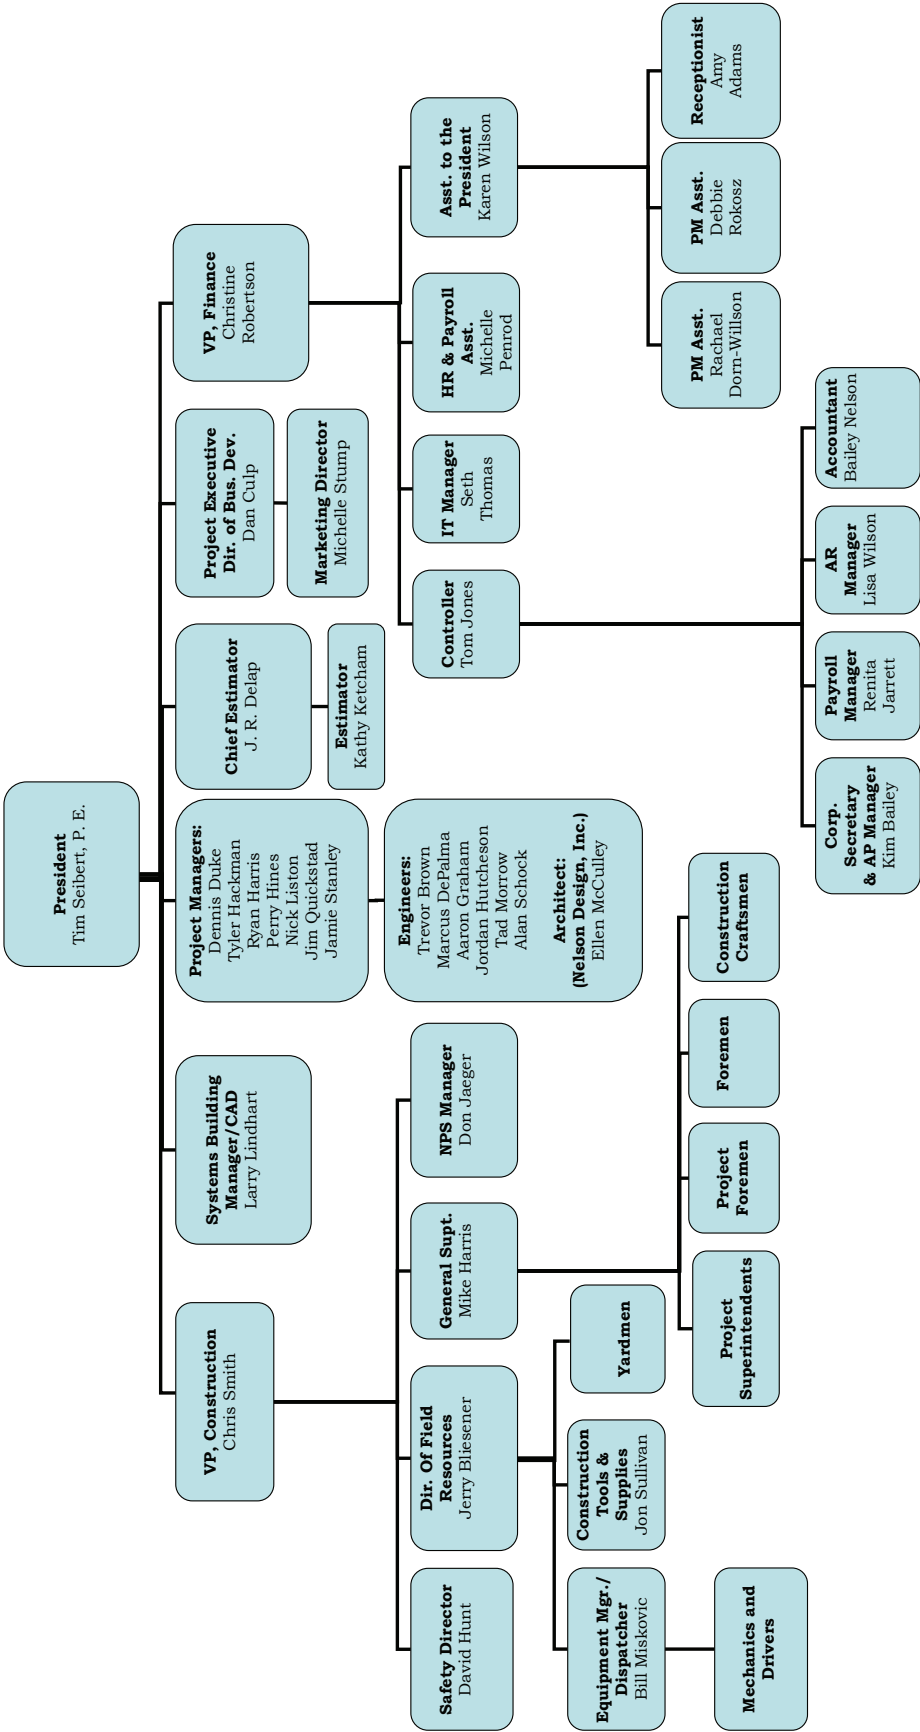 President
Tim Seibert, P. E.
VP, Construction
Chris Smith
Systems Building
Manager/CAD
Larry Lindhart
Project Managers:
Dennis Duke
Tyler Hackman
Ryan Harris
Perry Hines
Nick Liston
Jim Quickstad
Jamie Stanley
Chief Estimator
J. R. Delap
Project Executive
Dir. of Bus. Dev.
Dan Culp
VP, Finance
Christine
Robertson
Marketing Director
Michelle Stump
Estimator
Kathy Ketcham
Engineers:
Trevor Brown
Marcus DePalma
Aaron Graham
Jordan Hutcheson
Tad Morrow
Alan Schock
Architect:
(Nelson Design, Inc.)
Ellen McCulley
Safety Director
David Hunt
Dir. Of Field
Resources
Jerry Bliesener
General Supt.
Mike Harris
NPS Manager
Don Jaeger
Controller
Tom Jones
IT Manager
Seth
Thomas
HR & Payroll
Asst.
Michelle
Penrod
Asst. to the
President
Karen Wilson
Equipment Mgr./
Dispatcher
Bill Miskovic
Construction
Tools &
Supplies
Jon Sullivan
Yardmen
Mechanics and
Drivers
Project
Superintendents
Project
Foremen
Foremen
Construction
Craftsmen
PM Asst.
Rachael
Dorn-Willson
PM Asst.
Debbie
Rokosz
Receptionist
Amy
Adams
Corp.
Secretary
& AP Manager
Kim Bailey
Payroll
Manager
Renita
Jarrett
AR
Manager
Lisa Wilson
Accountant
Bailey Nelson